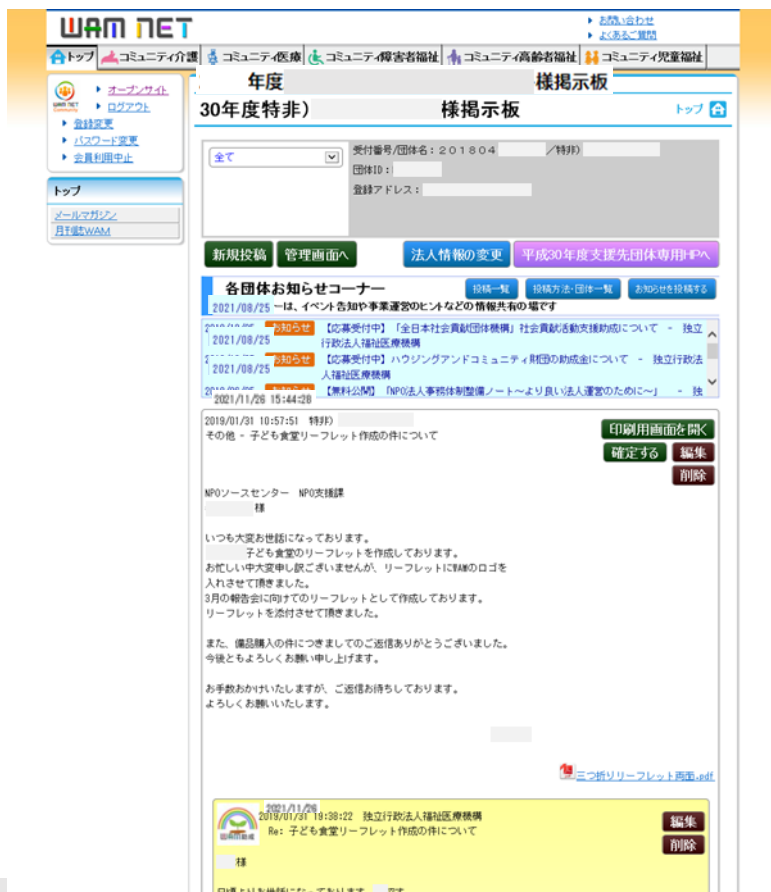 WAM NET
お問い合わせ
よくあるご質問
トップ コミュニティ介護 コミュニティ医療 コミュニティ障害者福祉 コミュニティ高齢者福祉 コミュニティ児童福祉
オープンサイト
ログアウト
登録変更
パスワード変更
会員利用中止
トップ
メールマガジン
月刊誌WAM
年度 様掲示板
30年度特非) 様掲示板
トップ
全て
受付番号/団体名:201804 /特非)
団体ID:
登録アドレス:
新規投稿 管理画面へ 法人情報の変更 平成30年度支援先団体専用HPへ
各団体お知らせコーナー 投稿一覧 投稿方法・団体一覧 お知らせを投稿する
2021/08/25 ーは、イベント告知や事業運営のヒントなどの情報共有の場です
お知らせ 【応募受付中】「全日本社会貢献団体機構」社会貢献活動支援助成について - 独立
2021/08/25 行政法人福祉医療機構
お知らせ 【応募受付中】ハウジングアンドコミュニティ財団の助成金について - 独立行政法
2021/08/25 人福祉医療機構
お知らせ 【無料公開】「NPO法人事務体制整備ノート~より良い法人運営のために~」 - 独
2021/11/26 15:44:28
2019/01/31 10:57:51 特非)
その他 - 子ども食堂リーフレット作成の件について
印刷用画面を開く
確定する 編集
削除
NPOソースセンター NPO支援課
様
いつも大変お世話になっております。
子ども食堂のリーフレットを作成しております。
お忙しい中大変申し訳ございませんが、リーフレットにWAMのロゴを
入れさせて頂きました。
3月の報告会に向けてのリーフレットとして作成しております。
リーフレットを添付させて頂きました。
また、備品購入の件につきましてのご返信ありがとうございました。
今後ともよろしくお願い申し上げます。
お手数おかけいたしますが、ご返信お待ちしております。
よろしくお願いいたします。
三つ折りリーフレット両面.pdf
2021/11/26
2019/01/31 19:38:22 独立行政法人福祉医療機構
Re: 子ども食堂リーフレット作成の件について
編集
削除
様